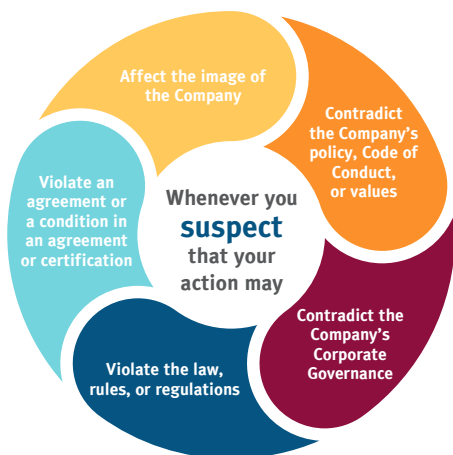 Affect the image of
the Company
Contradict
the Company's
policy, Code of
Conduct,
or values
Violate an
agreement or
a condition in
an agreement
or certification
Whenever you
suspect
that your
action may
Contradict the
Company's
Corporate
Governance
Violate the law,
rules, or regulations